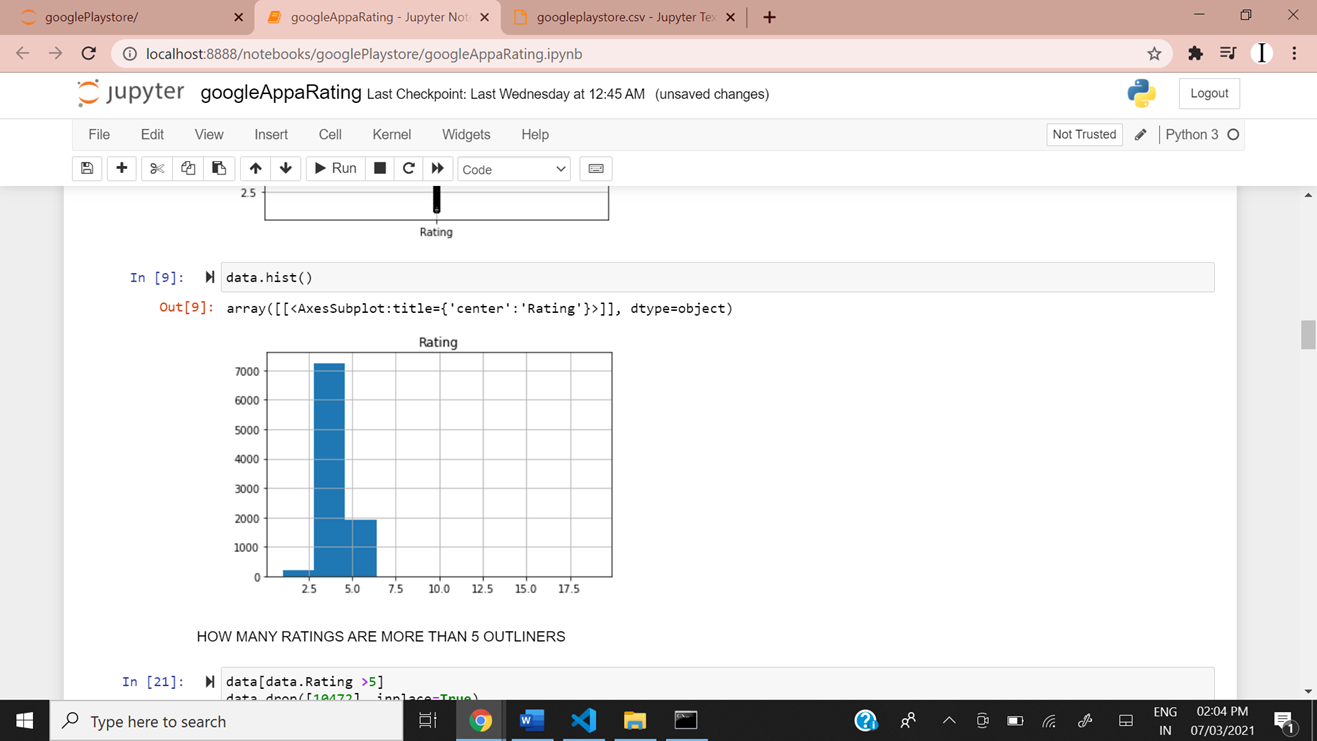 googlePlaystore/
googleAppaRating - Jupyter Not
googleplaystore.csv - Jupyter Tex
localhost:8888/notebooks/googlePlaystore/googleAppaRating.ipynb
jupyter googleAppaRating Last Checkpoint: Last Wednesday at 12:45 AM (unsaved changes)
Logout
File Edit View Insert Cell Kernel Widgets Help
Not Trusted
Python 3
Run
Code
2.5
Rating
In [9]: data.hist()
Out[9]: array([[<AxesSubplot:title={'center':'Rating'}>]], dtype=object)
Rating
7000
6000
5000
4000
3000
2000
1000
0
2.5 5.0 7.5 10.0 12.5 15.0 17.5
HOW MANY RATINGS ARE MORE THAN 5 OUTLINERS
In [21]: data[data.Rating >5]
data.drop([10472], inplace=True)
Type here to search
ENG
IN
02:04 PM
07/03/2021
1